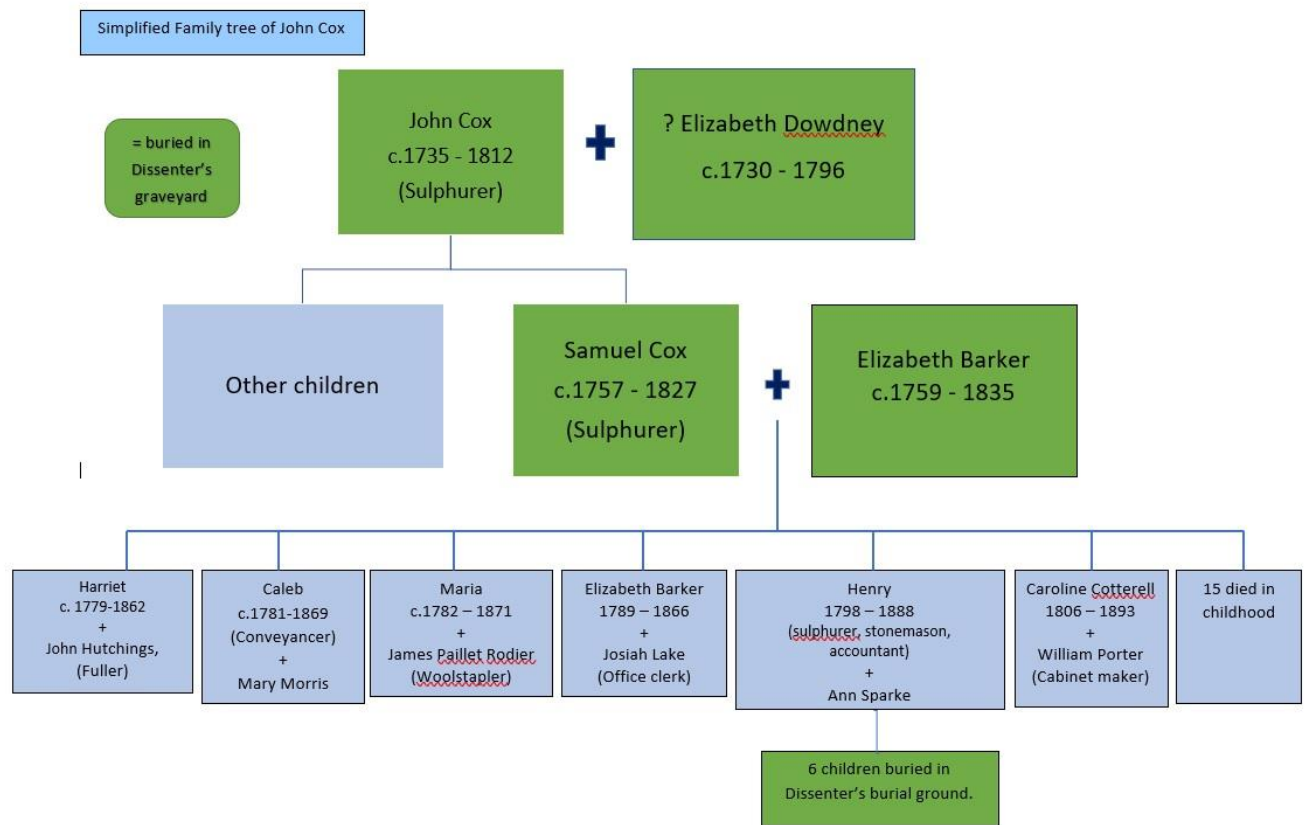 Simplified Family tree of John Cox
= buried in
Dissenter's
graveyard
John Cox
c.1735 - 1812
(Sulphurer)
? Elizabeth Dowdney
c.1730 - 1796
Other children
Samuel Cox
c.1757 - 1827
(Sulphurer)
Elizabeth Barker
c.1759 - 1835
Harriet
c. 1779-1862
+
John Hutchings,
(Fuller)
Caleb
c.1781-1869
(Conveyancer)
+
Mary Morris
Maria
c.1782 – 1871
+
James Paillet Rodier
(Woolstapler)
Elizabeth Barker
1789 – 1866
+
Josiah Lake
(Office clerk)
Henry
1798 – 1888
(sulphurer, stonemason,
accountant)
+
Ann Sparke
Caroline Cotterell
1806 – 1893
+
William Porter
(Cabinet maker)
15 died in
childhood
6 children buried in
Dissenter's burial ground.